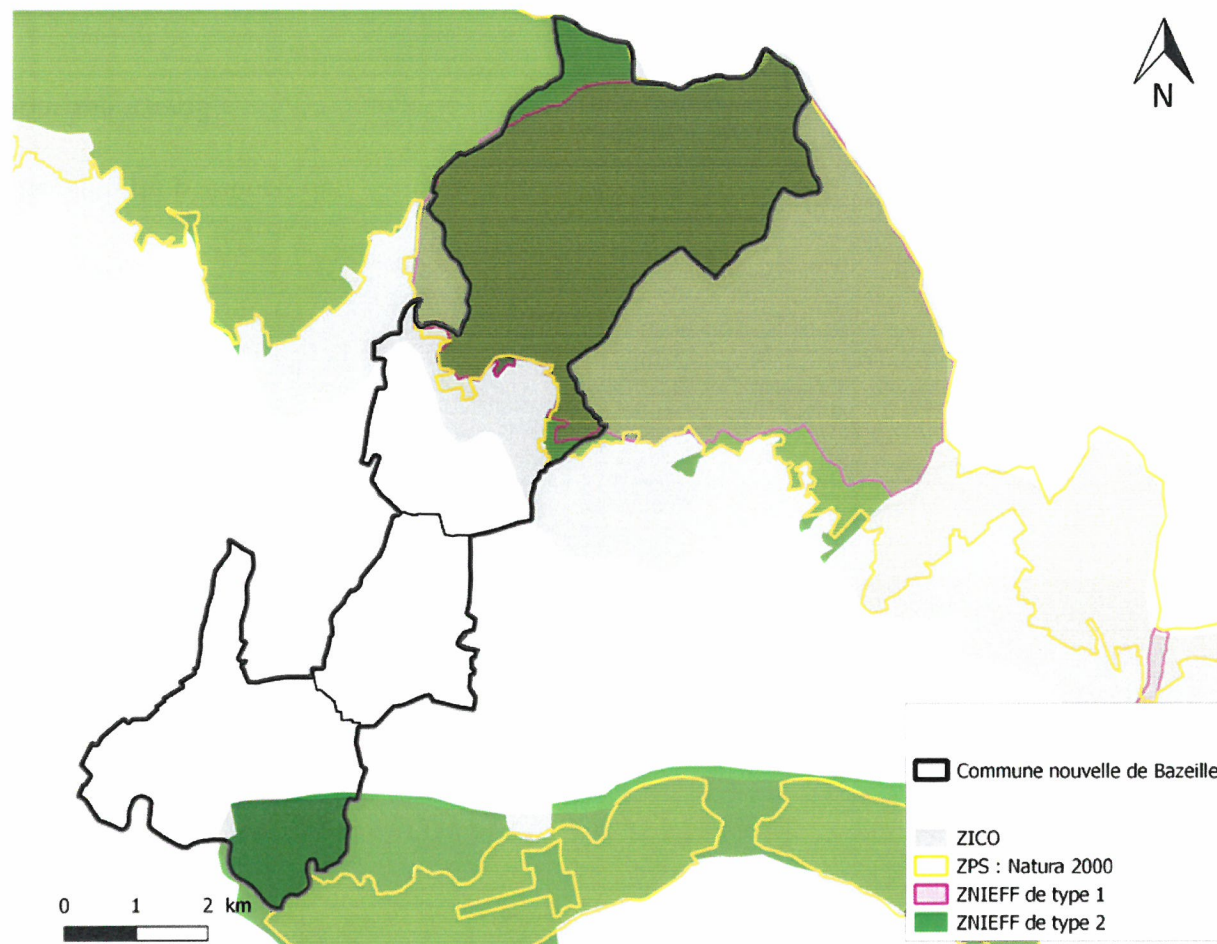 N
Commune nouvelle de Bazeille
ZICO
ZPS : Natura 2000
ZNIEFF de type 1
ZNIEFF de type 2
0 1 2 km